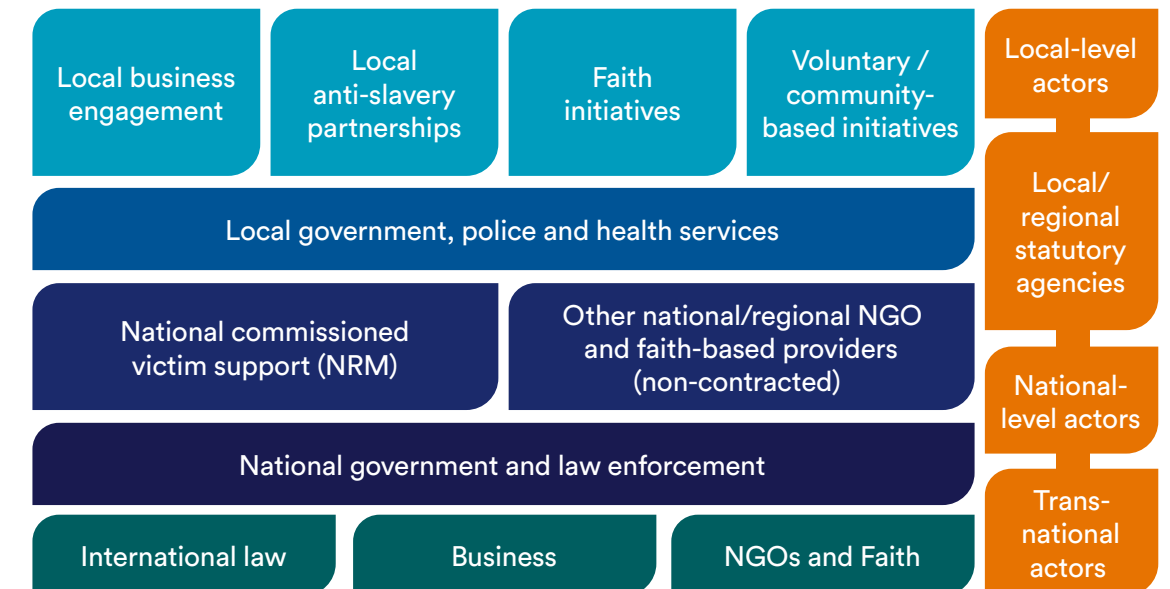 Local business
engagement
Local
anti-slavery
partnerships
Faith
initiatives
Voluntary /
community-
based initiatives
Local-level
actors
Local government, police and health services
Local/
regional
statutory
agencies
National commissioned
victim support (NRM)
Other national/regional NGO
and faith-based providers
(non-contracted)
National-
level actors
National government and law enforcement
International law
Business
NGOs and Faith
Trans-
national
actors